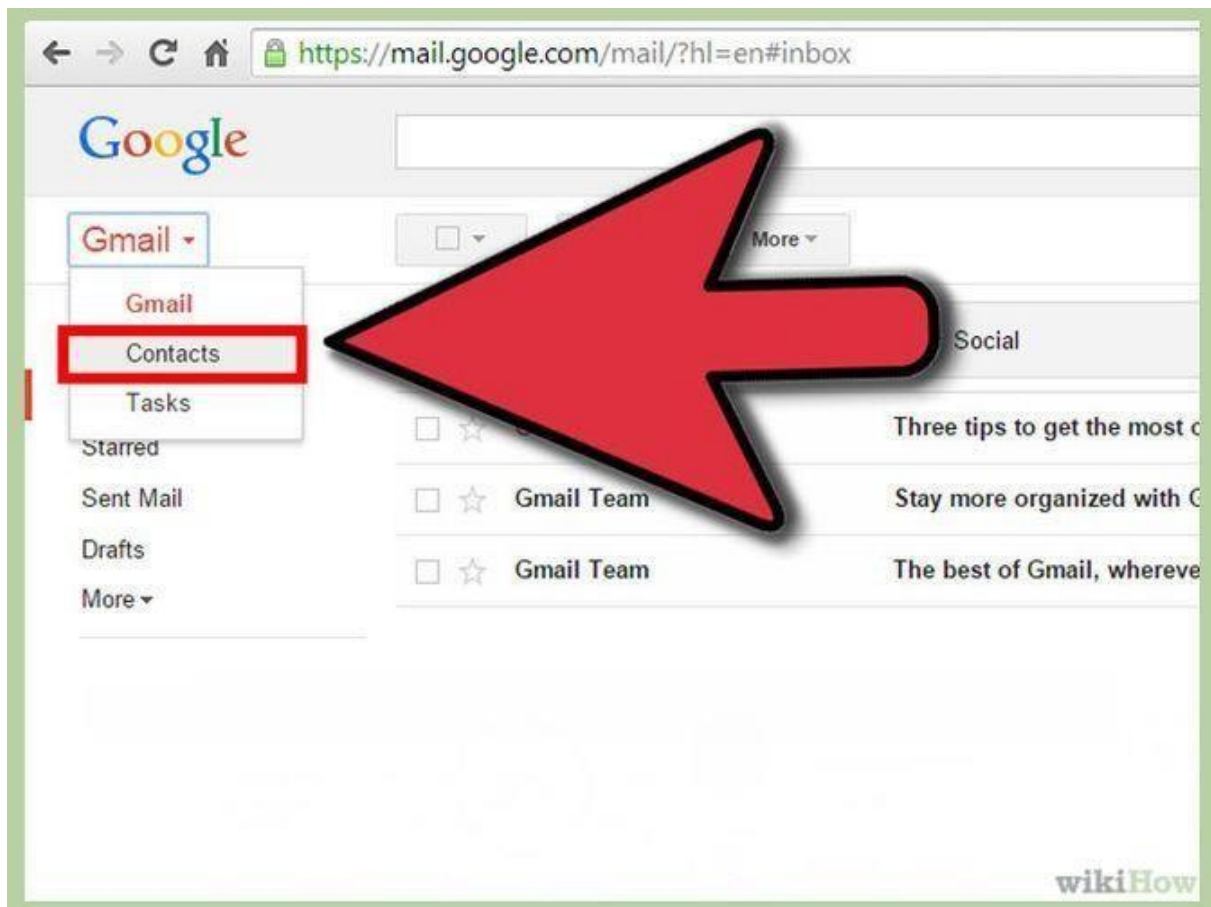 https://mail.google.com/mail/?hl=en#inbox
Google
Gmail
More
Gmail
Contacts
Social
Tasks
Starred
Three tips to get the most
Sent Mail
Gmail Team
Stay more organized with
Drafts
Gmail Team
The best of Gmail,
More
wikiHow